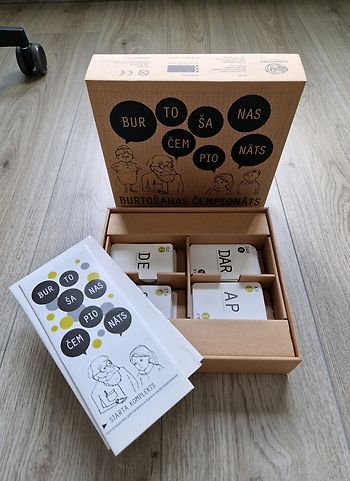 BUR TO ŠA NAS
ČEM PIO NĀTS
BURTOŠANAS ČEMPIONĀTS
DE
DAR
AP
BUR TO
ŠA NAS
PIO
ČEM NĀTS
STARTA KOMPLEKTS